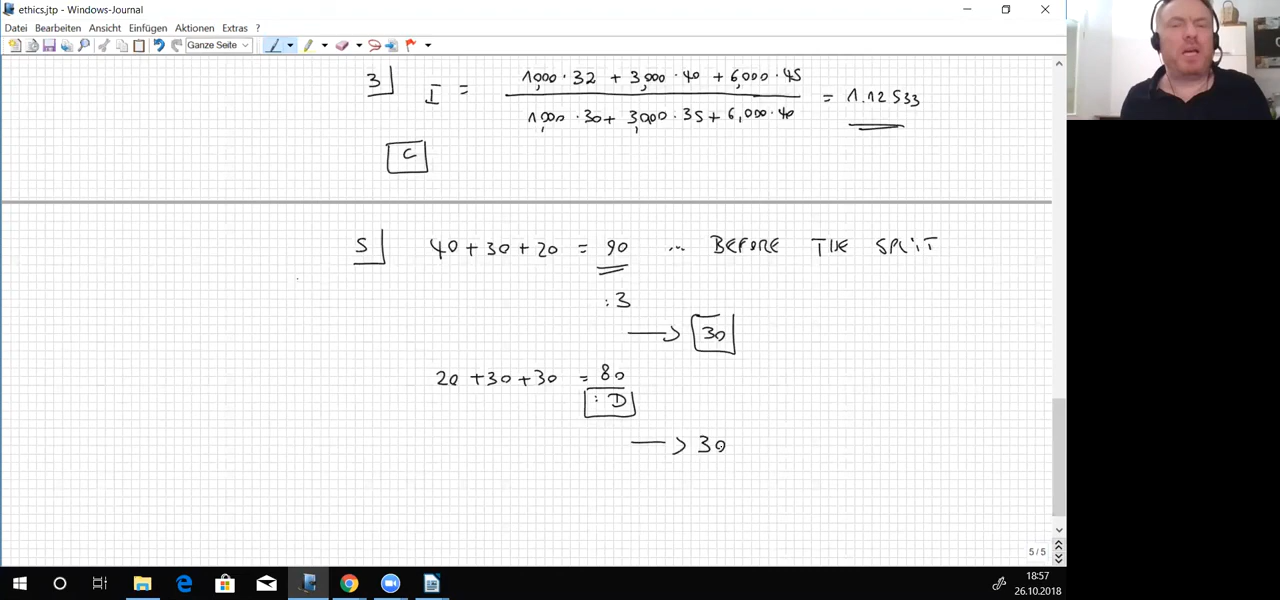 ethics.jtp - Windows-Journal
Datei Bearbeiten Ansicht Einfügen Aktionen Extras ?
Ganze Seite
3 I = 1,000 · 32 + 3,000 · 40 + 6,000 · 45
1,000 · 30 + 3,000 · 35 + 6,000 · 40
= 1.12533
C
5 40 + 30 + 20 = 90 ... BEFORE THE SPLIT
: 3
→ 30
20 + 30 + 30 = 80
: D
→ 30
5 / 5
18:57
26.10.2018